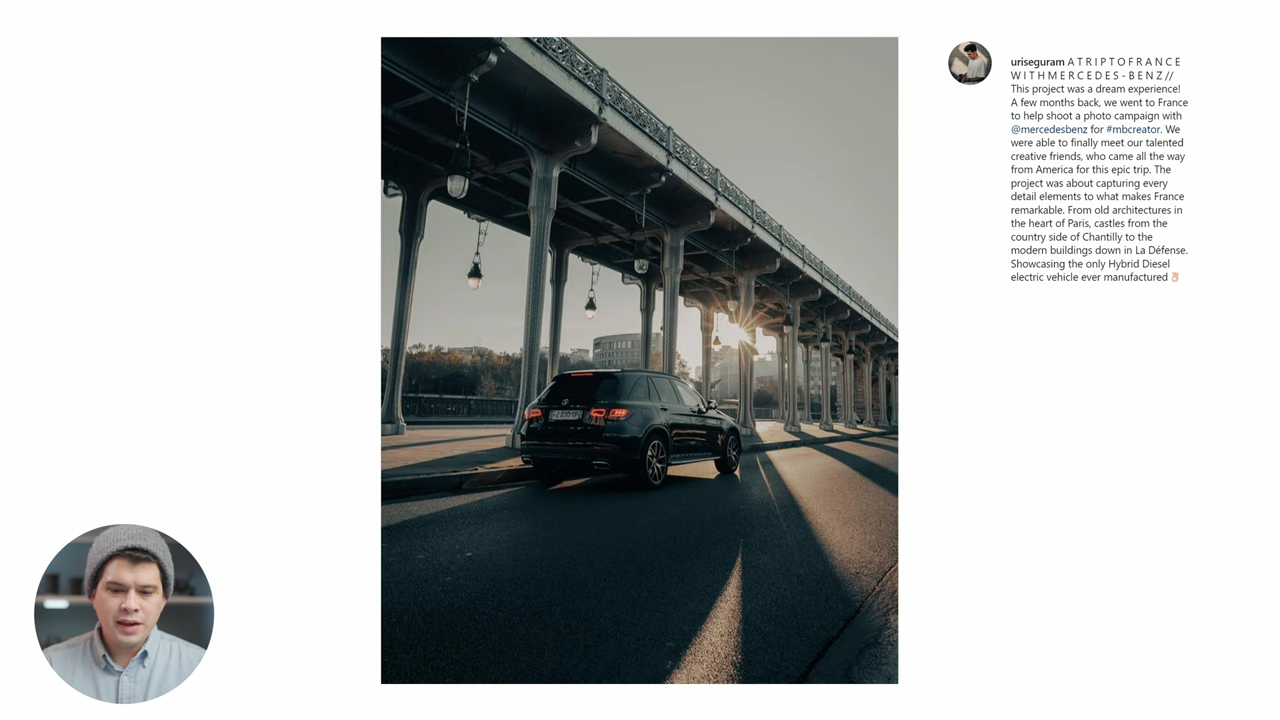 uriseguram A T R I P T O F R A N C E
W I T H M E R C E D E S - B E N Z //
This project was a dream experience!
A few months back, we went to France
to help shoot a photo campaign with
@mercedesbenz for #mbcreator. We
were able to finally meet our talented
creative friends, who came all the way
from America for this epic trip. The
project was about capturing every
detail elements to what makes France
remarkable. From old architectures in
the heart of Paris, castles from the
country side of Chantilly to the
modern buildings down in La Défense.
Showcasing the only Hybrid Diesel
electric vehicle ever manufactured 👌🏻